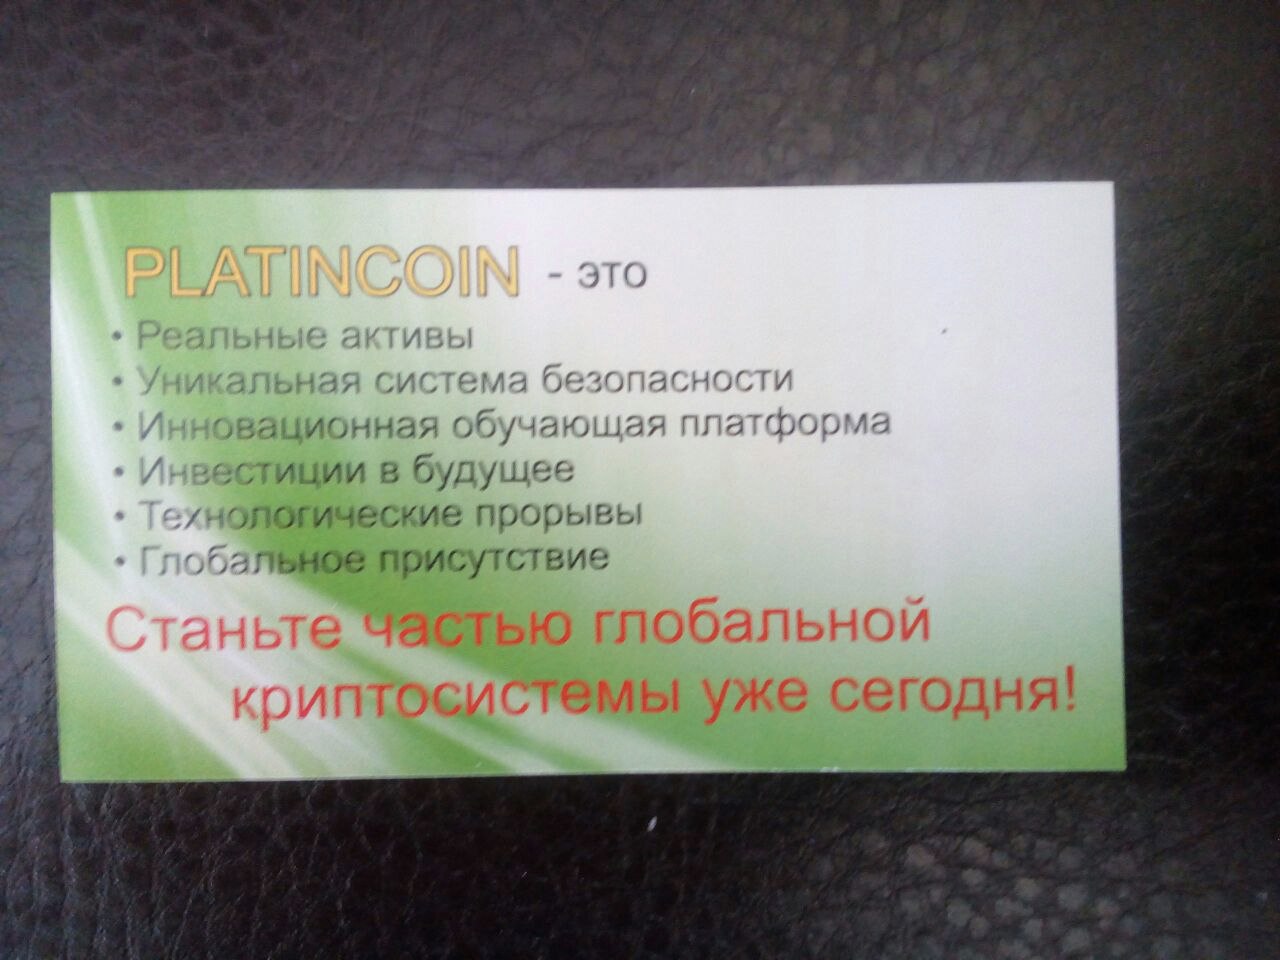 PLATINCOIN - это
• Реальные активы
• Уникальная система безопасности
• Инновационная обучающая платформа
• Инвестиции в будущее
• Технологические прорывы
• Глобальное присутствие
Станьте частью глобальной
криптосистемы уже сегодня!